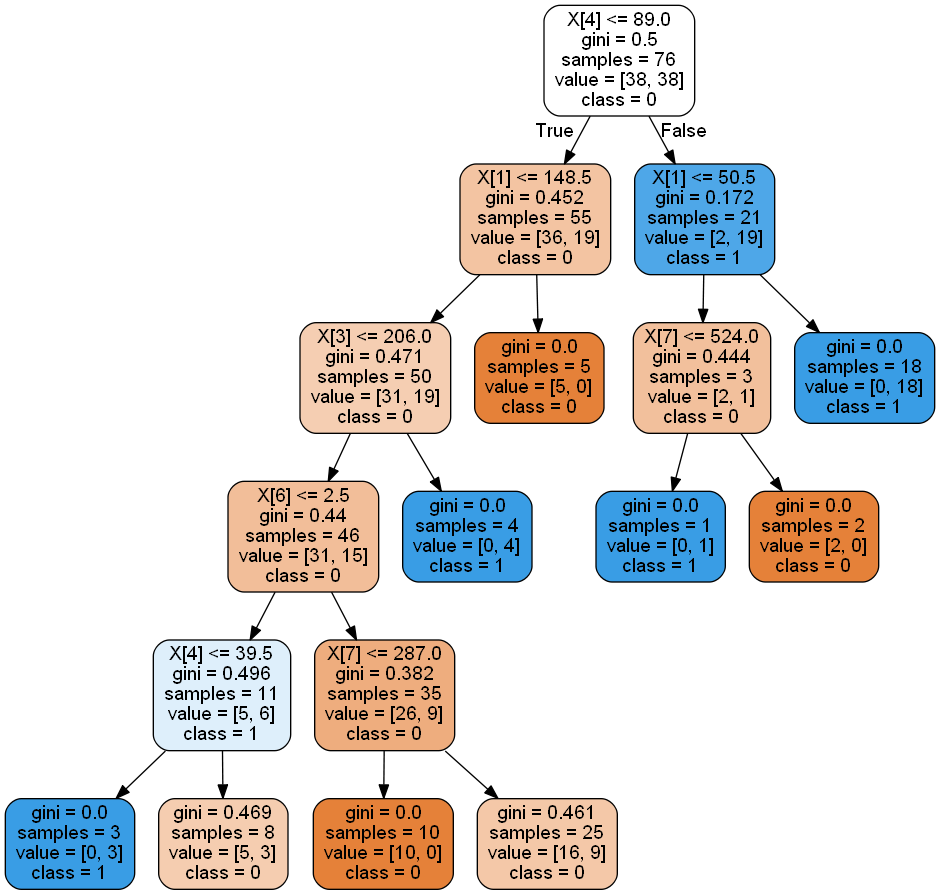 X[4] <= 89.0
gini = 0.5
samples = 76
value = [38, 38]
class = 0
True
False
X[1] <= 148.5
gini = 0.452
samples = 55
value = [36, 19]
class = 0
X[1] <= 50.5
gini = 0.172
samples = 21
value = [2, 19]
class = 1
X[3] <= 206.0
gini = 0.471
samples = 50
value = [31, 19]
class = 0
gini = 0.0
samples = 5
value = [5, 0]
class = 0
X[7] <= 524.0
gini = 0.444
samples = 3
value = [2, 1]
class = 0
gini = 0.0
samples = 18
value = [0, 18]
class = 1
X[6] <= 2.5
gini = 0.44
samples = 46
value = [31, 15]
class = 0
gini = 0.0
samples = 4
value = [0, 4]
class = 1
gini = 0.0
samples = 1
value = [0, 1]
class = 1
gini = 0.0
samples = 2
value = [2, 0]
class = 0
X[4] <= 39.5
gini = 0.496
samples = 11
value = [5, 6]
class = 1
X[7] <= 287.0
gini = 0.382
samples = 35
value = [26, 9]
class = 0
gini = 0.0
samples = 3
value = [0, 3]
class = 1
gini = 0.469
samples = 8
value = [5, 3]
class = 0
gini = 0.0
samples = 10
value = [10, 0]
class = 0
gini = 0.461
samples = 25
value = [16, 9]
class = 0